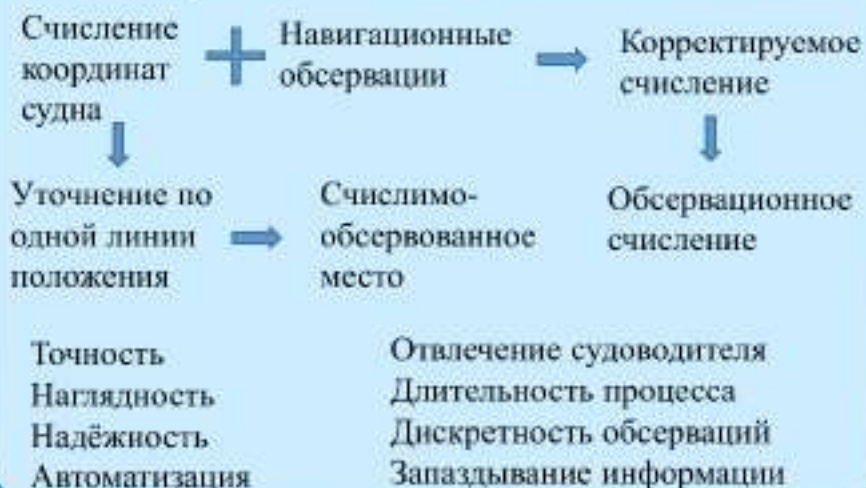 Счисление
координат
судна
Навигационные
обсервации
Корректируемое
счисление
Уточнение по
одной линии
положения
Счислимо-
обсервованное
место
Обсервационное
счисление
Точность
Наглядность
Надёжность
Автоматизация
Отвлечение судоводителя
Длительность процесса
Дискретность обсерваций
Запаздывание информации